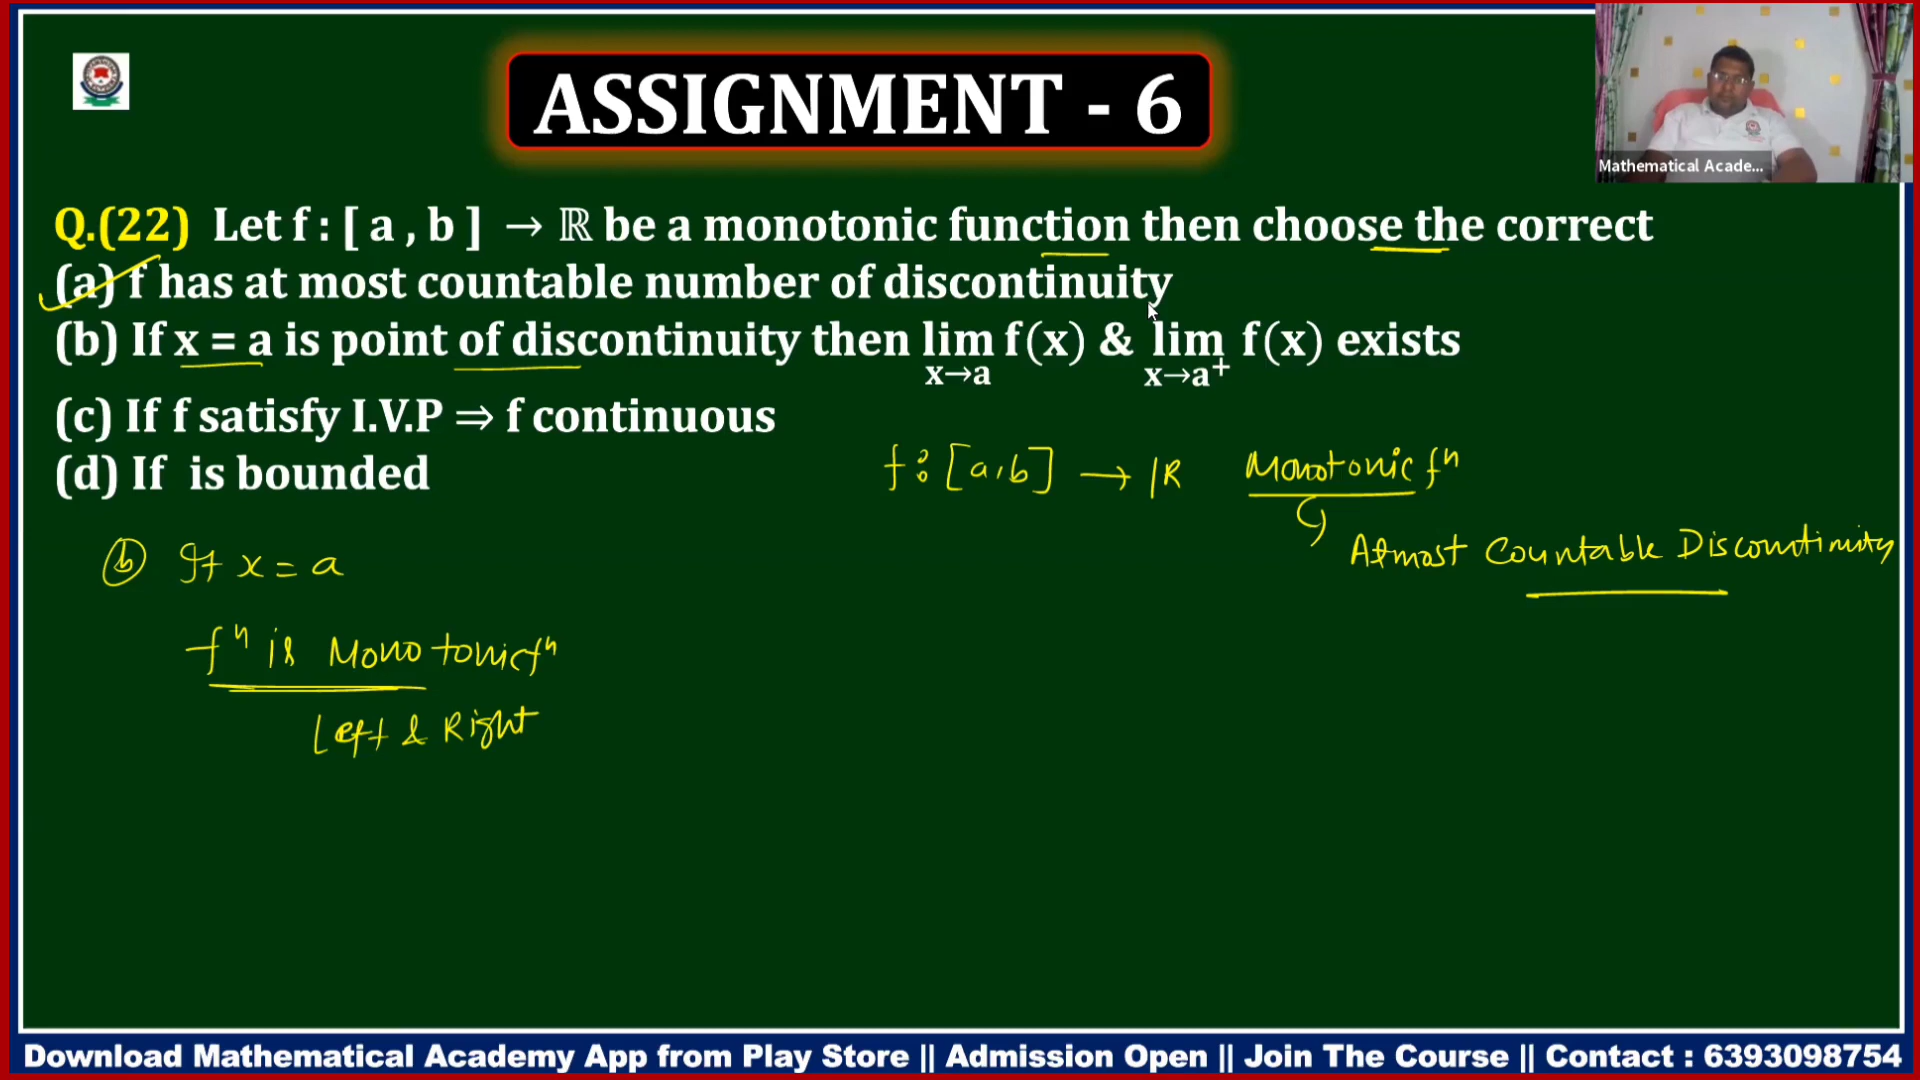 ASSIGNMENT - 6
Mathematical Acade...
Q.(22) Let f : [ a , b ] → ℝ be a monotonic function then choose the correct
(a) f has at most countable number of discontinuity
(b) If x = a is point of discontinuity then lim f(x) & lim f(x) exists
x→a x→a⁺
(c) If f satisfy I.V.P ⇒ f continuous
(d) If is bounded
f : [a,b] → IR Monotonic fⁿ
Atmost Countable Discountinuity
(b) If x = a
fⁿ is Monotonic fⁿ
Left & Right
Download Mathematical Academy App from Play Store || Admission Open || Join The Course || Contact : 6393098754